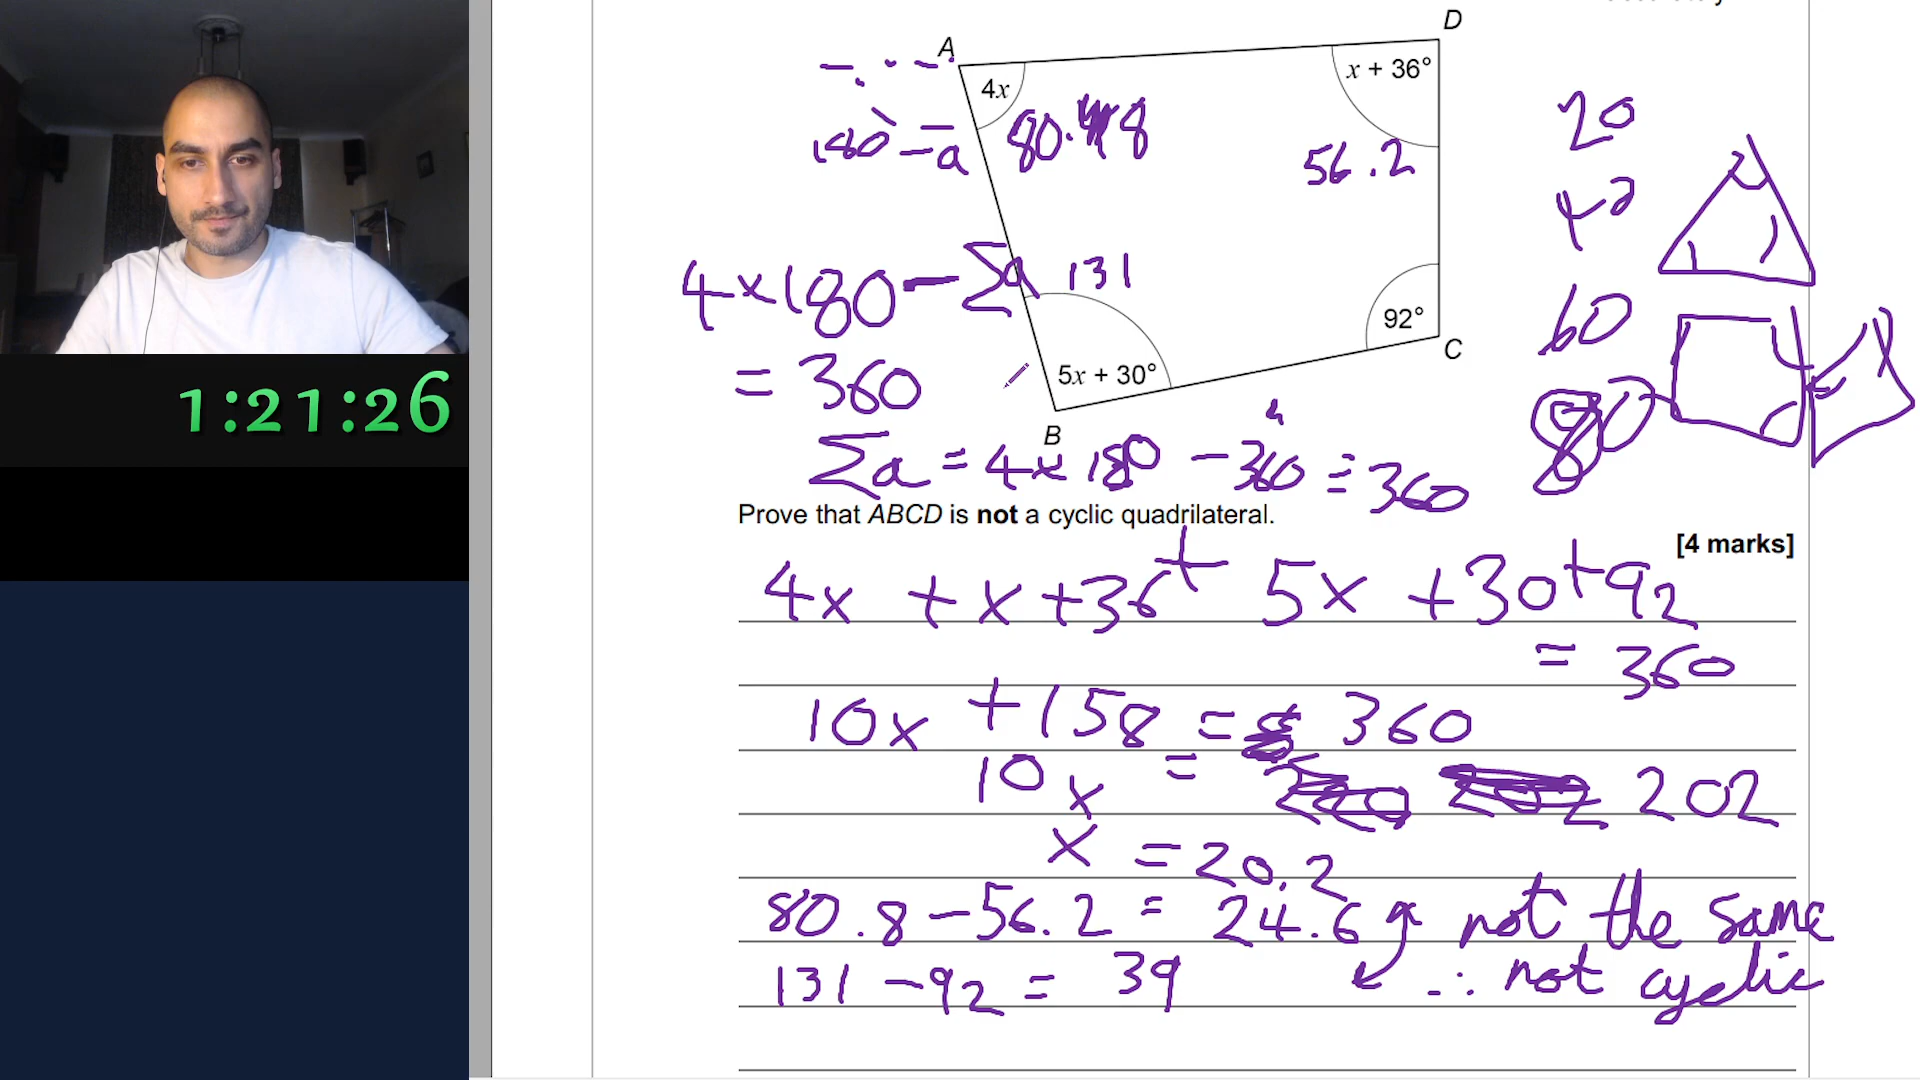 1:21:26
A
D
4x
x + 36°
80.8
56.2
180 - a
20
42
60
80
4 x 180 - Σa
131
= 360
92°
C
5x + 30°
B
Σa = 4 x 180 - 360 = 360
Prove that ABCD is not a cyclic quadrilateral.
[4 marks]
4x + x + 36 + 5x + 30 + 92
= 360
10x + 158 = 360
10x = 202
x = 20.2
80.8 - 56.2 = 24.6 not the same
131 - 92 = 39 ∴ not cyclic